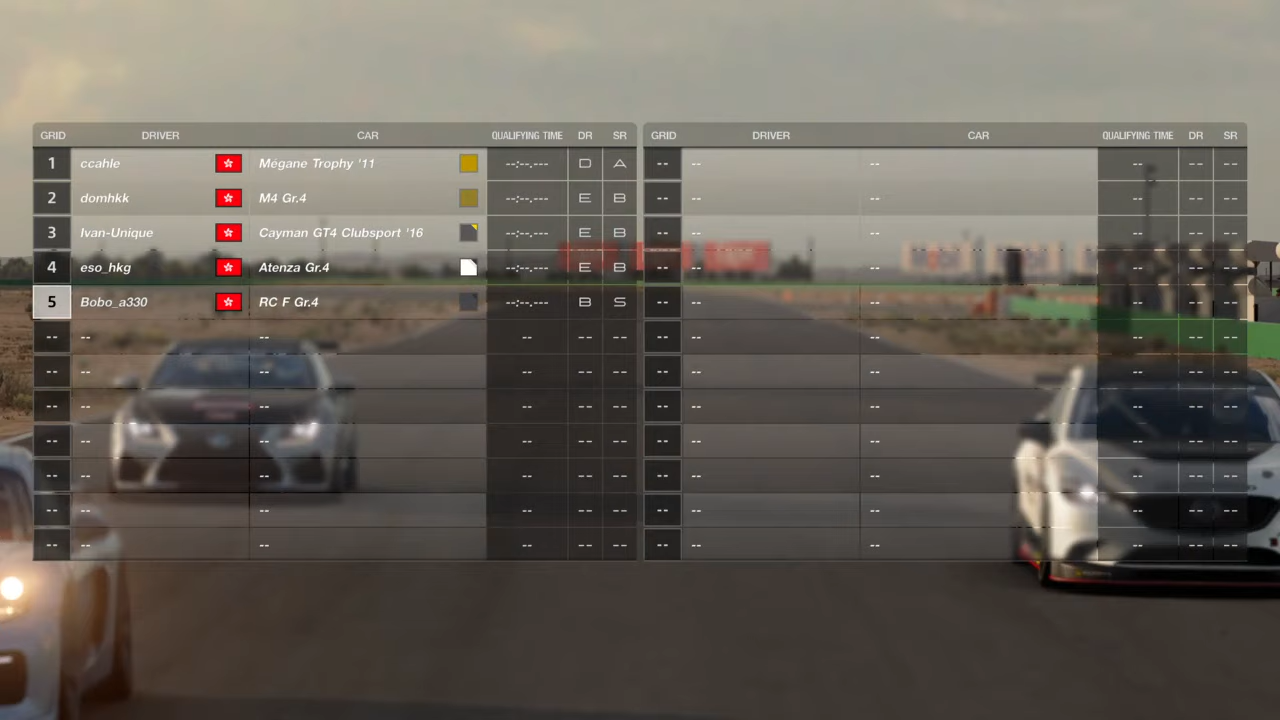 GRID DRIVER CAR QUALIFYING TIME DR SR GRID DRIVER CAR QUALIFYING TIME DR SR
1 ccahle Mégane Trophy '11 --:--.--- D A -- -- -- -- -- --
2 domhkk M4 Gr.4 --:--.--- E B -- -- -- -- -- --
3 Ivan-Unique Cayman GT4 Clubsport '16 --:--.--- E B -- -- -- -- -- --
4 eso_hkg Atenza Gr.4 --:--.--- E B -- -- -- -- -- --
5 Bobo_a330 RC F Gr.4 --:--.--- B S -- -- -- -- -- --
-- -- -- -- -- -- -- -- -- -- -- --
-- -- -- -- -- -- -- -- -- -- -- --
-- -- -- -- -- -- -- -- -- -- -- --
-- -- -- -- -- -- -- -- -- -- -- --
-- -- -- -- -- -- -- -- -- -- -- --
-- -- -- -- -- -- -- -- -- -- -- --
-- -- -- -- -- -- -- -- -- -- -- --